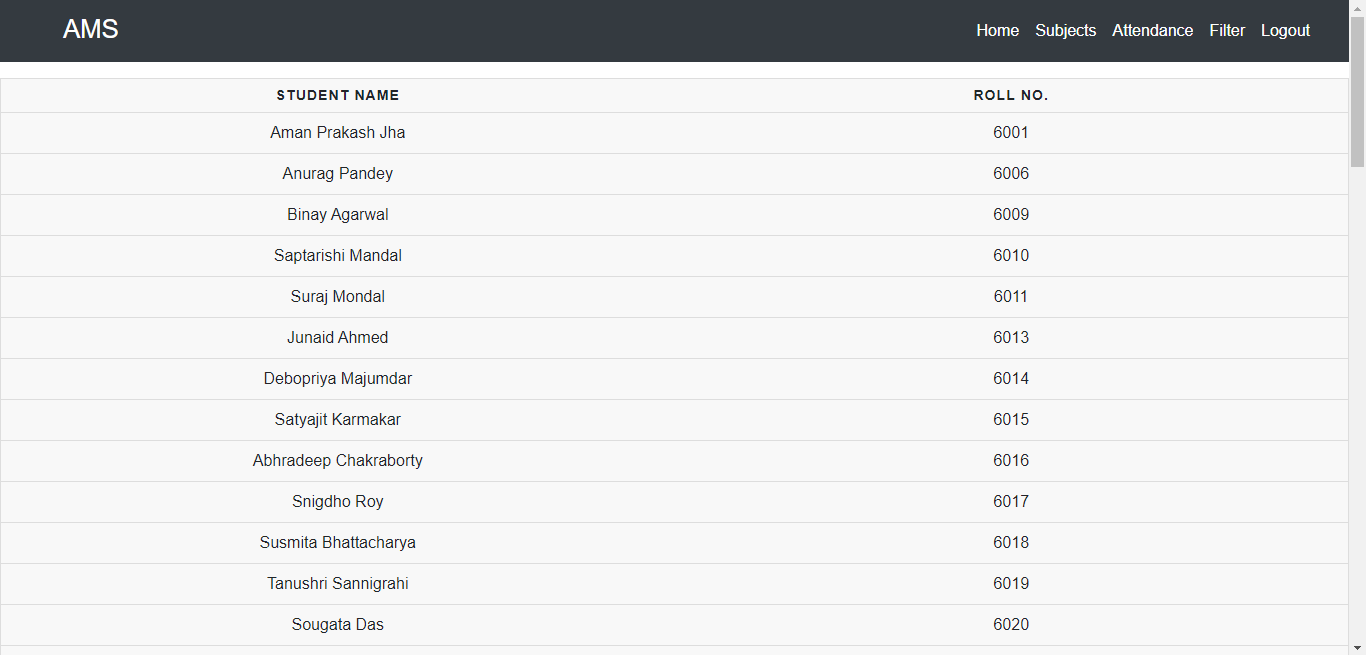 AMS Home Subjects Attendance Filter Logout
STUDENT NAME ROLL NO.
Aman Prakash Jha 6001
Anurag Pandey 6006
Binay Agarwal 6009
Saptarishi Mandal 6010
Suraj Mondal 6011
Junaid Ahmed 6013
Debopriya Majumdar 6014
Satyajit Karmakar 6015
Abhradeep Chakraborty 6016
Snigdho Roy 6017
Susmita Bhattacharya 6018
Tanushri Sannigrahi 6019
Sougata Das 6020